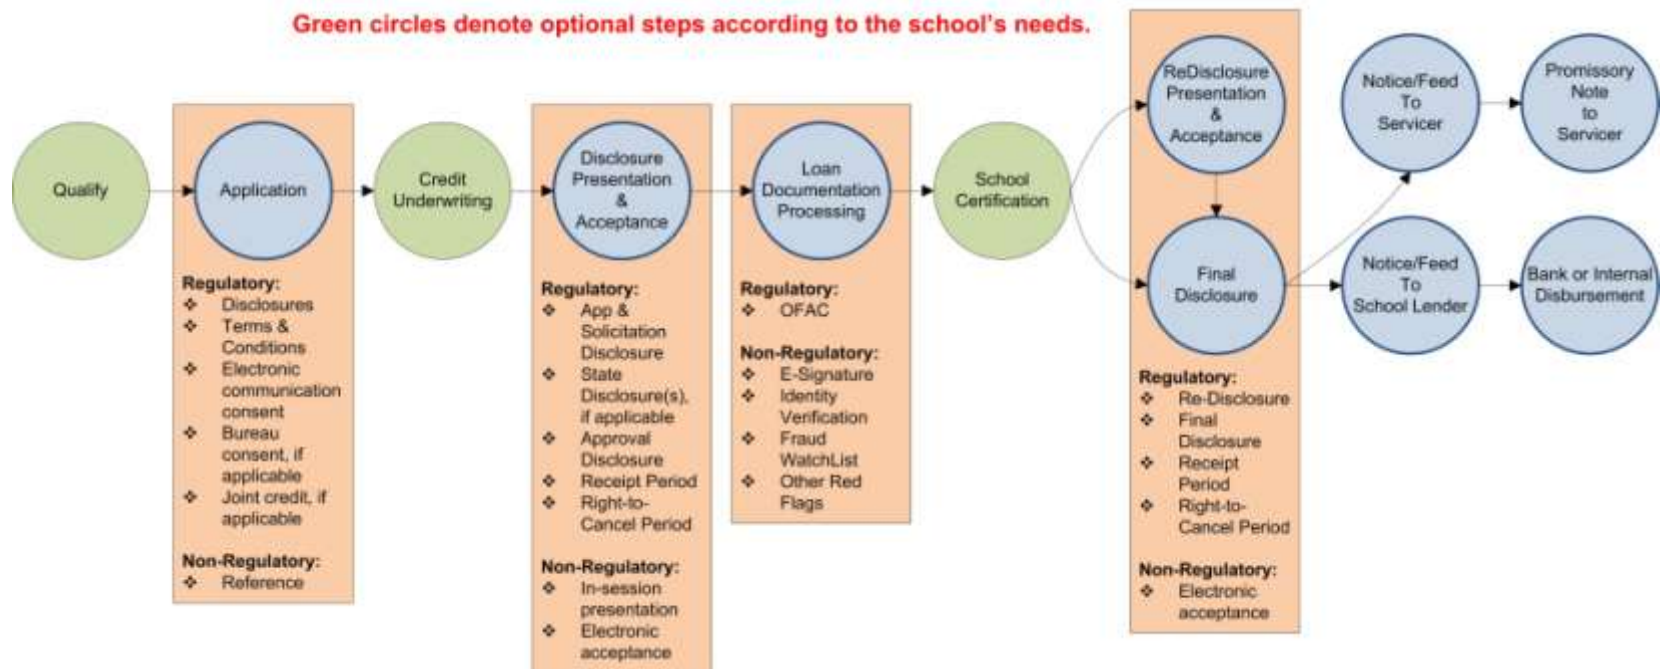 Green circles denote optional steps according to the school's needs.
Qualify
Application
Regulatory:
❖ Disclosures
❖ Terms &
Conditions
❖ Electronic
communication
consent
❖ Bureau
consent, if
applicable
❖ Joint credit, if
applicable
Non-Regulatory:
❖ Reference
Credit
Underwriting
Disclosure
Presentation
&
Acceptance
Regulatory:
❖ App &
Solicitation
Disclosure
❖ State
Disclosure(s),
if applicable
❖ Approval
Disclosure
❖ Receipt Period
❖ Right-to-
Cancel Period
Non-Regulatory:
❖ In-session
presentation
❖ Electronic
acceptance
Loan
Documentation
Processing
Regulatory:
❖ OFAC
Non-Regulatory:
❖ E-Signature
❖ Identity
Verification
❖ Fraud
WatchList
❖ Other Red
Flags
School
Certification
ReDisclosure
Presentation
&
Acceptance
Final
Disclosure
Regulatory:
❖ Re-Disclosure
❖ Final
Disclosure
❖ Receipt
Period
❖ Right-to-
Cancel Period
Non-Regulatory:
❖ Electronic
acceptance
Notice/Feed
To
Servicer
Promissory
Note
to
Servicer
Notice/Feed
To
School Lender
Bank or Internal
Disbursement